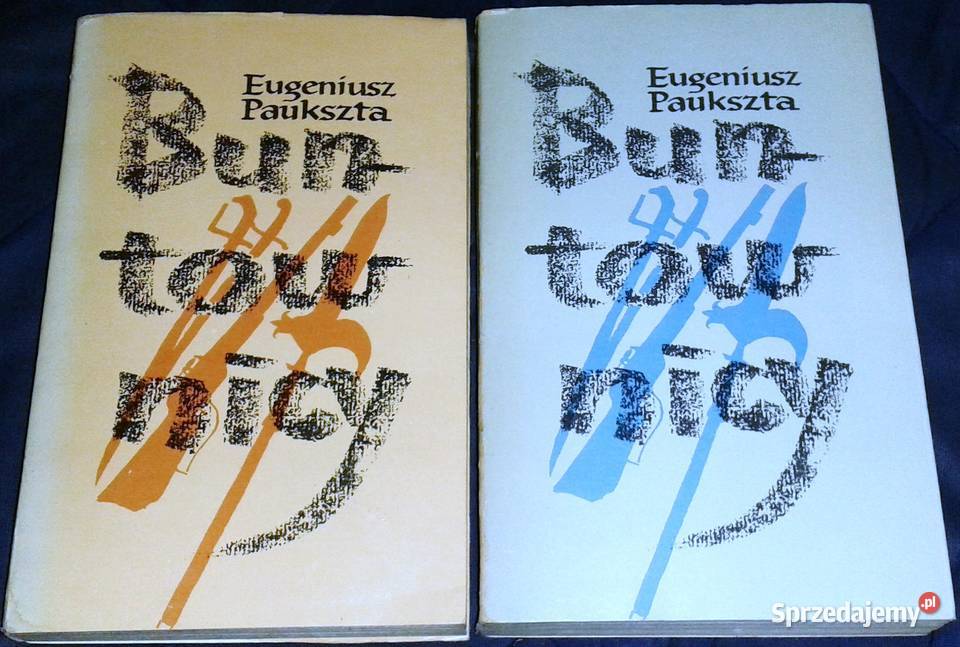 Eugeniusz
Paukszta
Bun-
tow-
nicy
Eugeniusz
Paukszta
Bun-
tow-
nicy
Sprzedajemy.pl